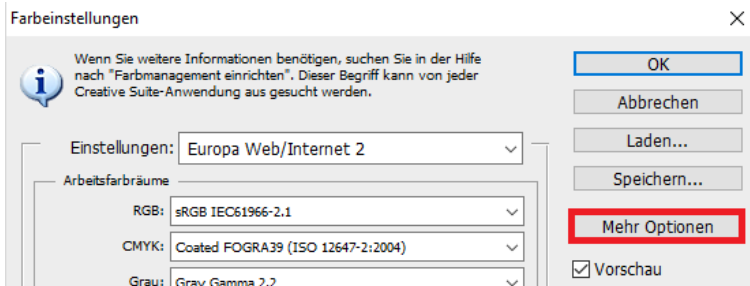 Farbeinstellungen
Wenn Sie weitere Informationen benötigen, suchen Sie in der Hilfe
nach "Farbmanagement einrichten". Dieser Begriff kann von jeder
Creative Suite-Anwendung aus gesucht werden.
OK
Abbrechen
Laden...
Speichern...
Mehr Optionen
Vorschau
Einstellungen: Europa Web/Internet 2
Arbeitsfarbräume
RGB: sRGB IEC61966-2.1
CMYK: Coated FOGRA39 (ISO 12647-2:2004)
Grau: Gray Gamma 2.2